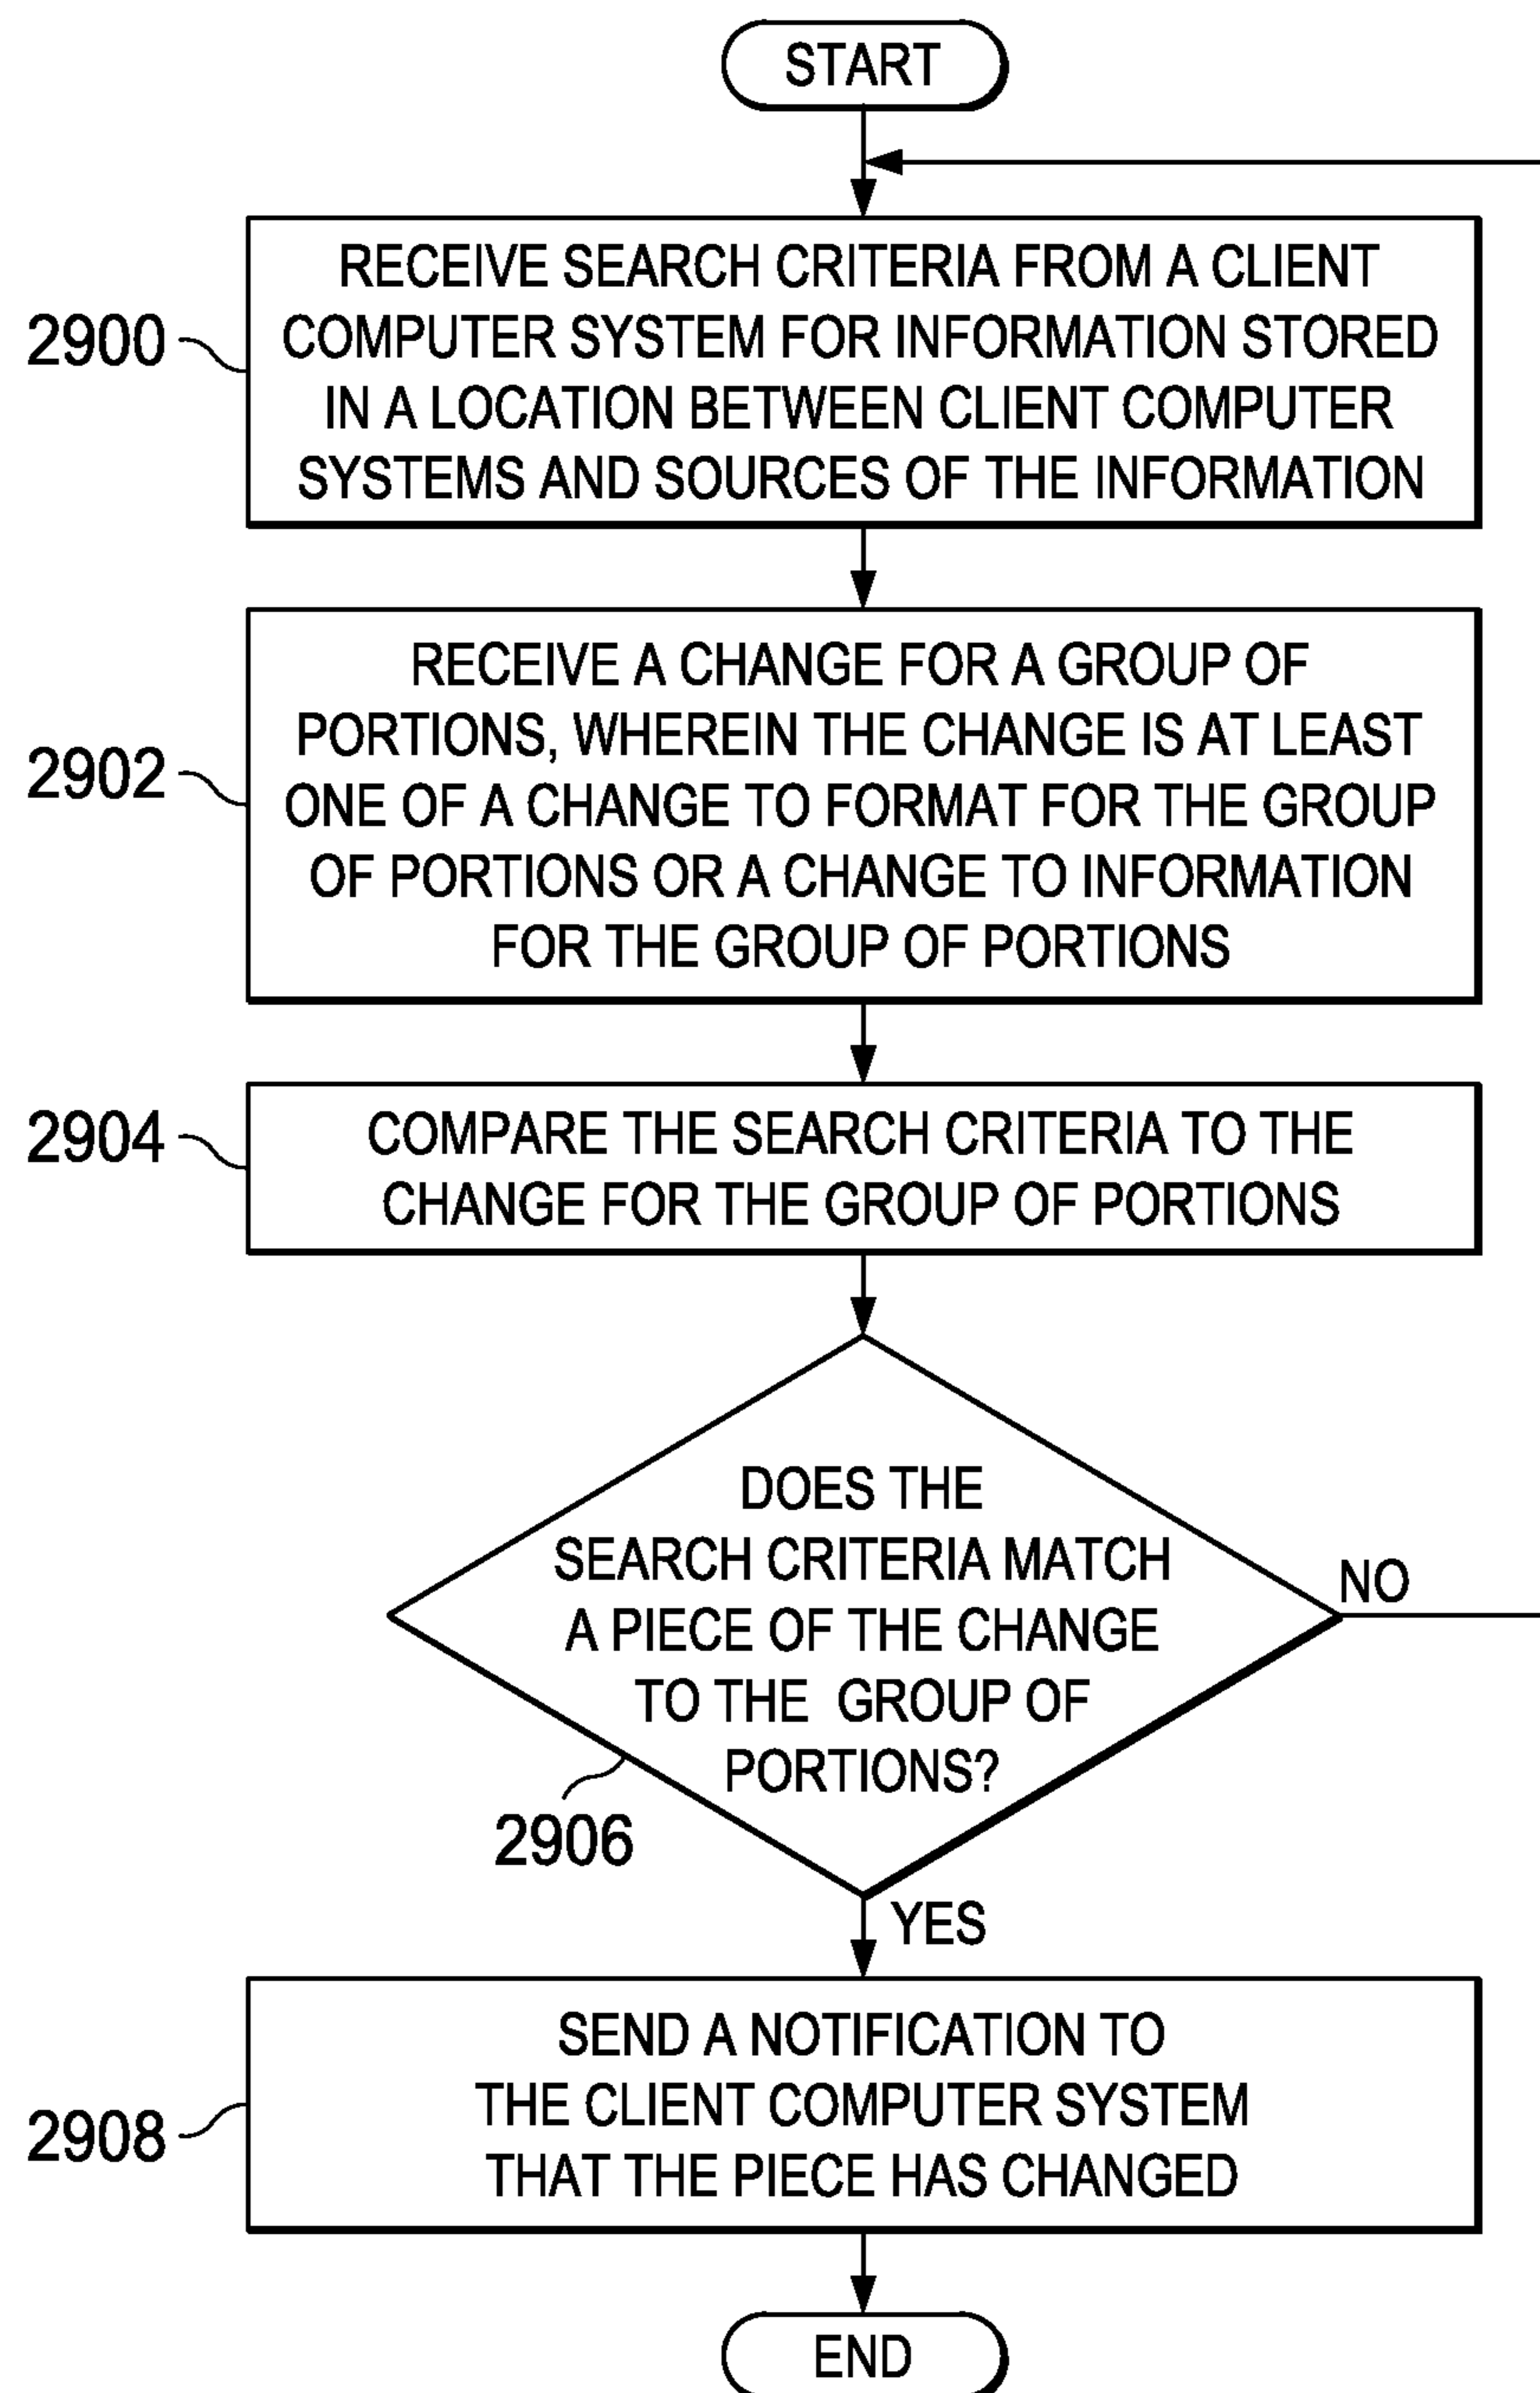 START
RECEIVE SEARCH CRITERIA FROM A CLIENT
COMPUTER SYSTEM FOR INFORMATION STORED
IN A LOCATION BETWEEN CLIENT COMPUTER
SYSTEMS AND SOURCES OF THE INFORMATION
2900
RECEIVE A CHANGE FOR A GROUP OF
PORTIONS, WHEREIN THE CHANGE IS AT LEAST
ONE OF A CHANGE TO FORMAT FOR THE GROUP
OF PORTIONS OR A CHANGE TO INFORMATION
FOR THE GROUP OF PORTIONS
2902
COMPARE THE SEARCH CRITERIA TO THE
CHANGE FOR THE GROUP OF PORTIONS
2904
DOES THE
SEARCH CRITERIA MATCH
A PIECE OF THE CHANGE
TO THE GROUP OF
PORTIONS?
NO
2906
YES
SEND A NOTIFICATION TO
THE CLIENT COMPUTER SYSTEM
THAT THE PIECE HAS CHANGED
2908
END